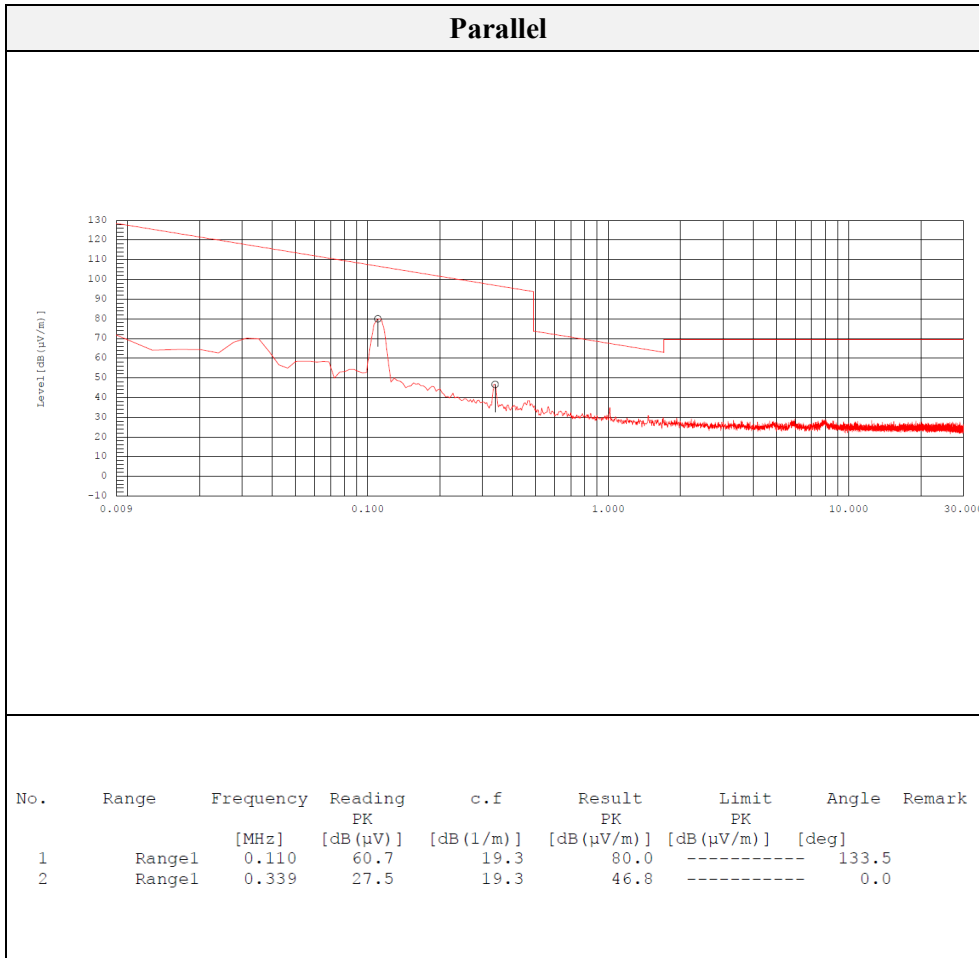 Parallel
Level[dB(µV/m)]
130
120
110
100
90
80
70
60
50
40
30
20
10
0
-10
0.009 0.100 1.000 10.000 30.000
No. Range Frequency Reading c.f Result Limit Angle Remark
PK PK PK
[MHz] [dB(µV)] [dB(1/m)] [dB(µV/m)] [dB(µV/m)] [deg]
1 Range1 0.110 60.7 19.3 80.0 ----------- 133.5
2 Range1 0.339 27.5 19.3 46.8 ----------- 0.0